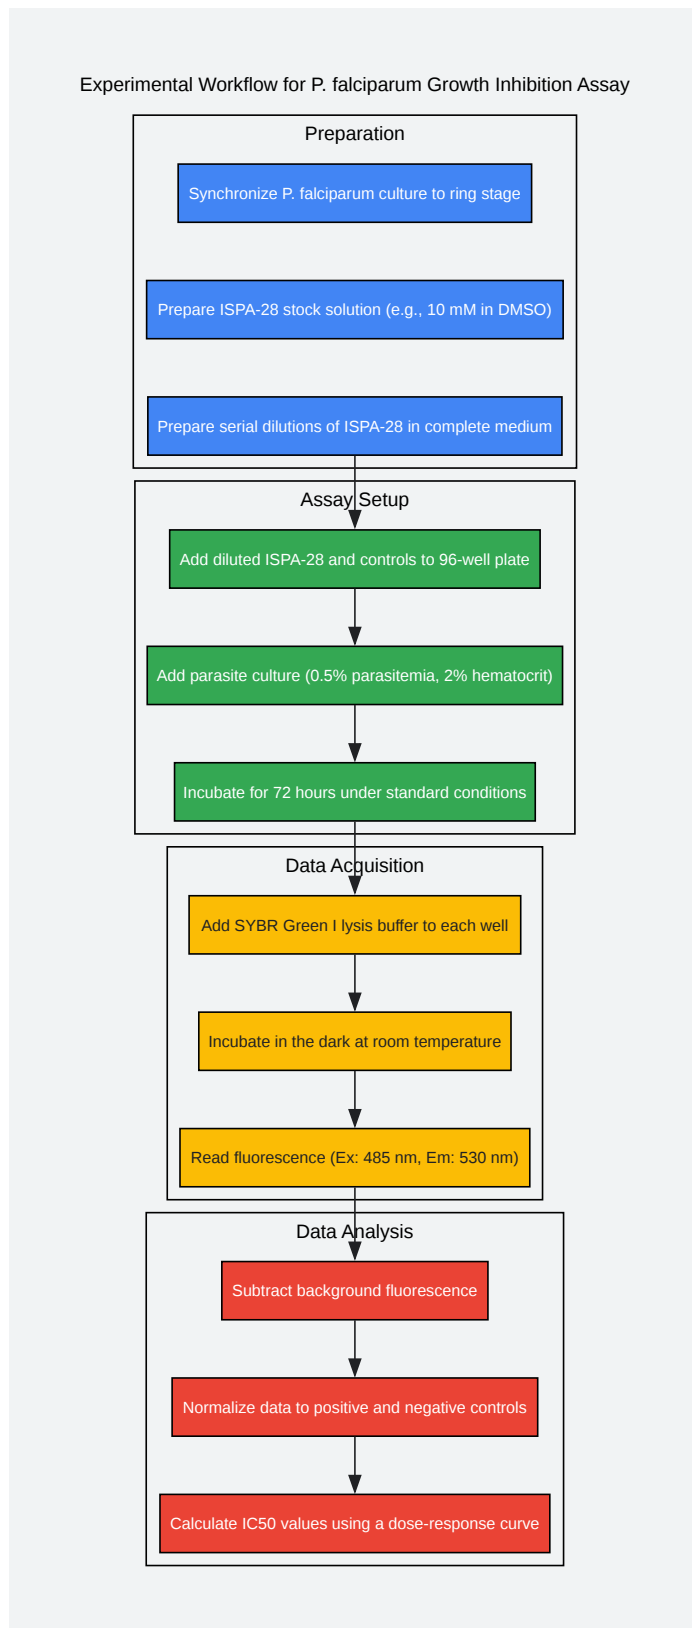 Experimental Workflow for P. falciparum Growth Inhibition Assay
Preparation
Synchronize P. falciparum culture to ring stage
Prepare ISPA-28 stock solution (e.g., 10 mM in DMSO)
Prepare serial dilutions of ISPA-28 in complete medium
Assay Setup
Add diluted ISPA-28 and controls to 96-well plate
Add parasite culture (0.5% parasitemia, 2% hematocrit)
Incubate for 72 hours under standard conditions
Data Acquisition
Add SYBR Green I lysis buffer to each well
Incubate in the dark at room temperature
Read fluorescence (Ex: 485 nm, Em: 530 nm)
Data Analysis
Subtract background fluorescence
Normalize data to positive and negative controls
Calculate IC50 values using a dose-response curve